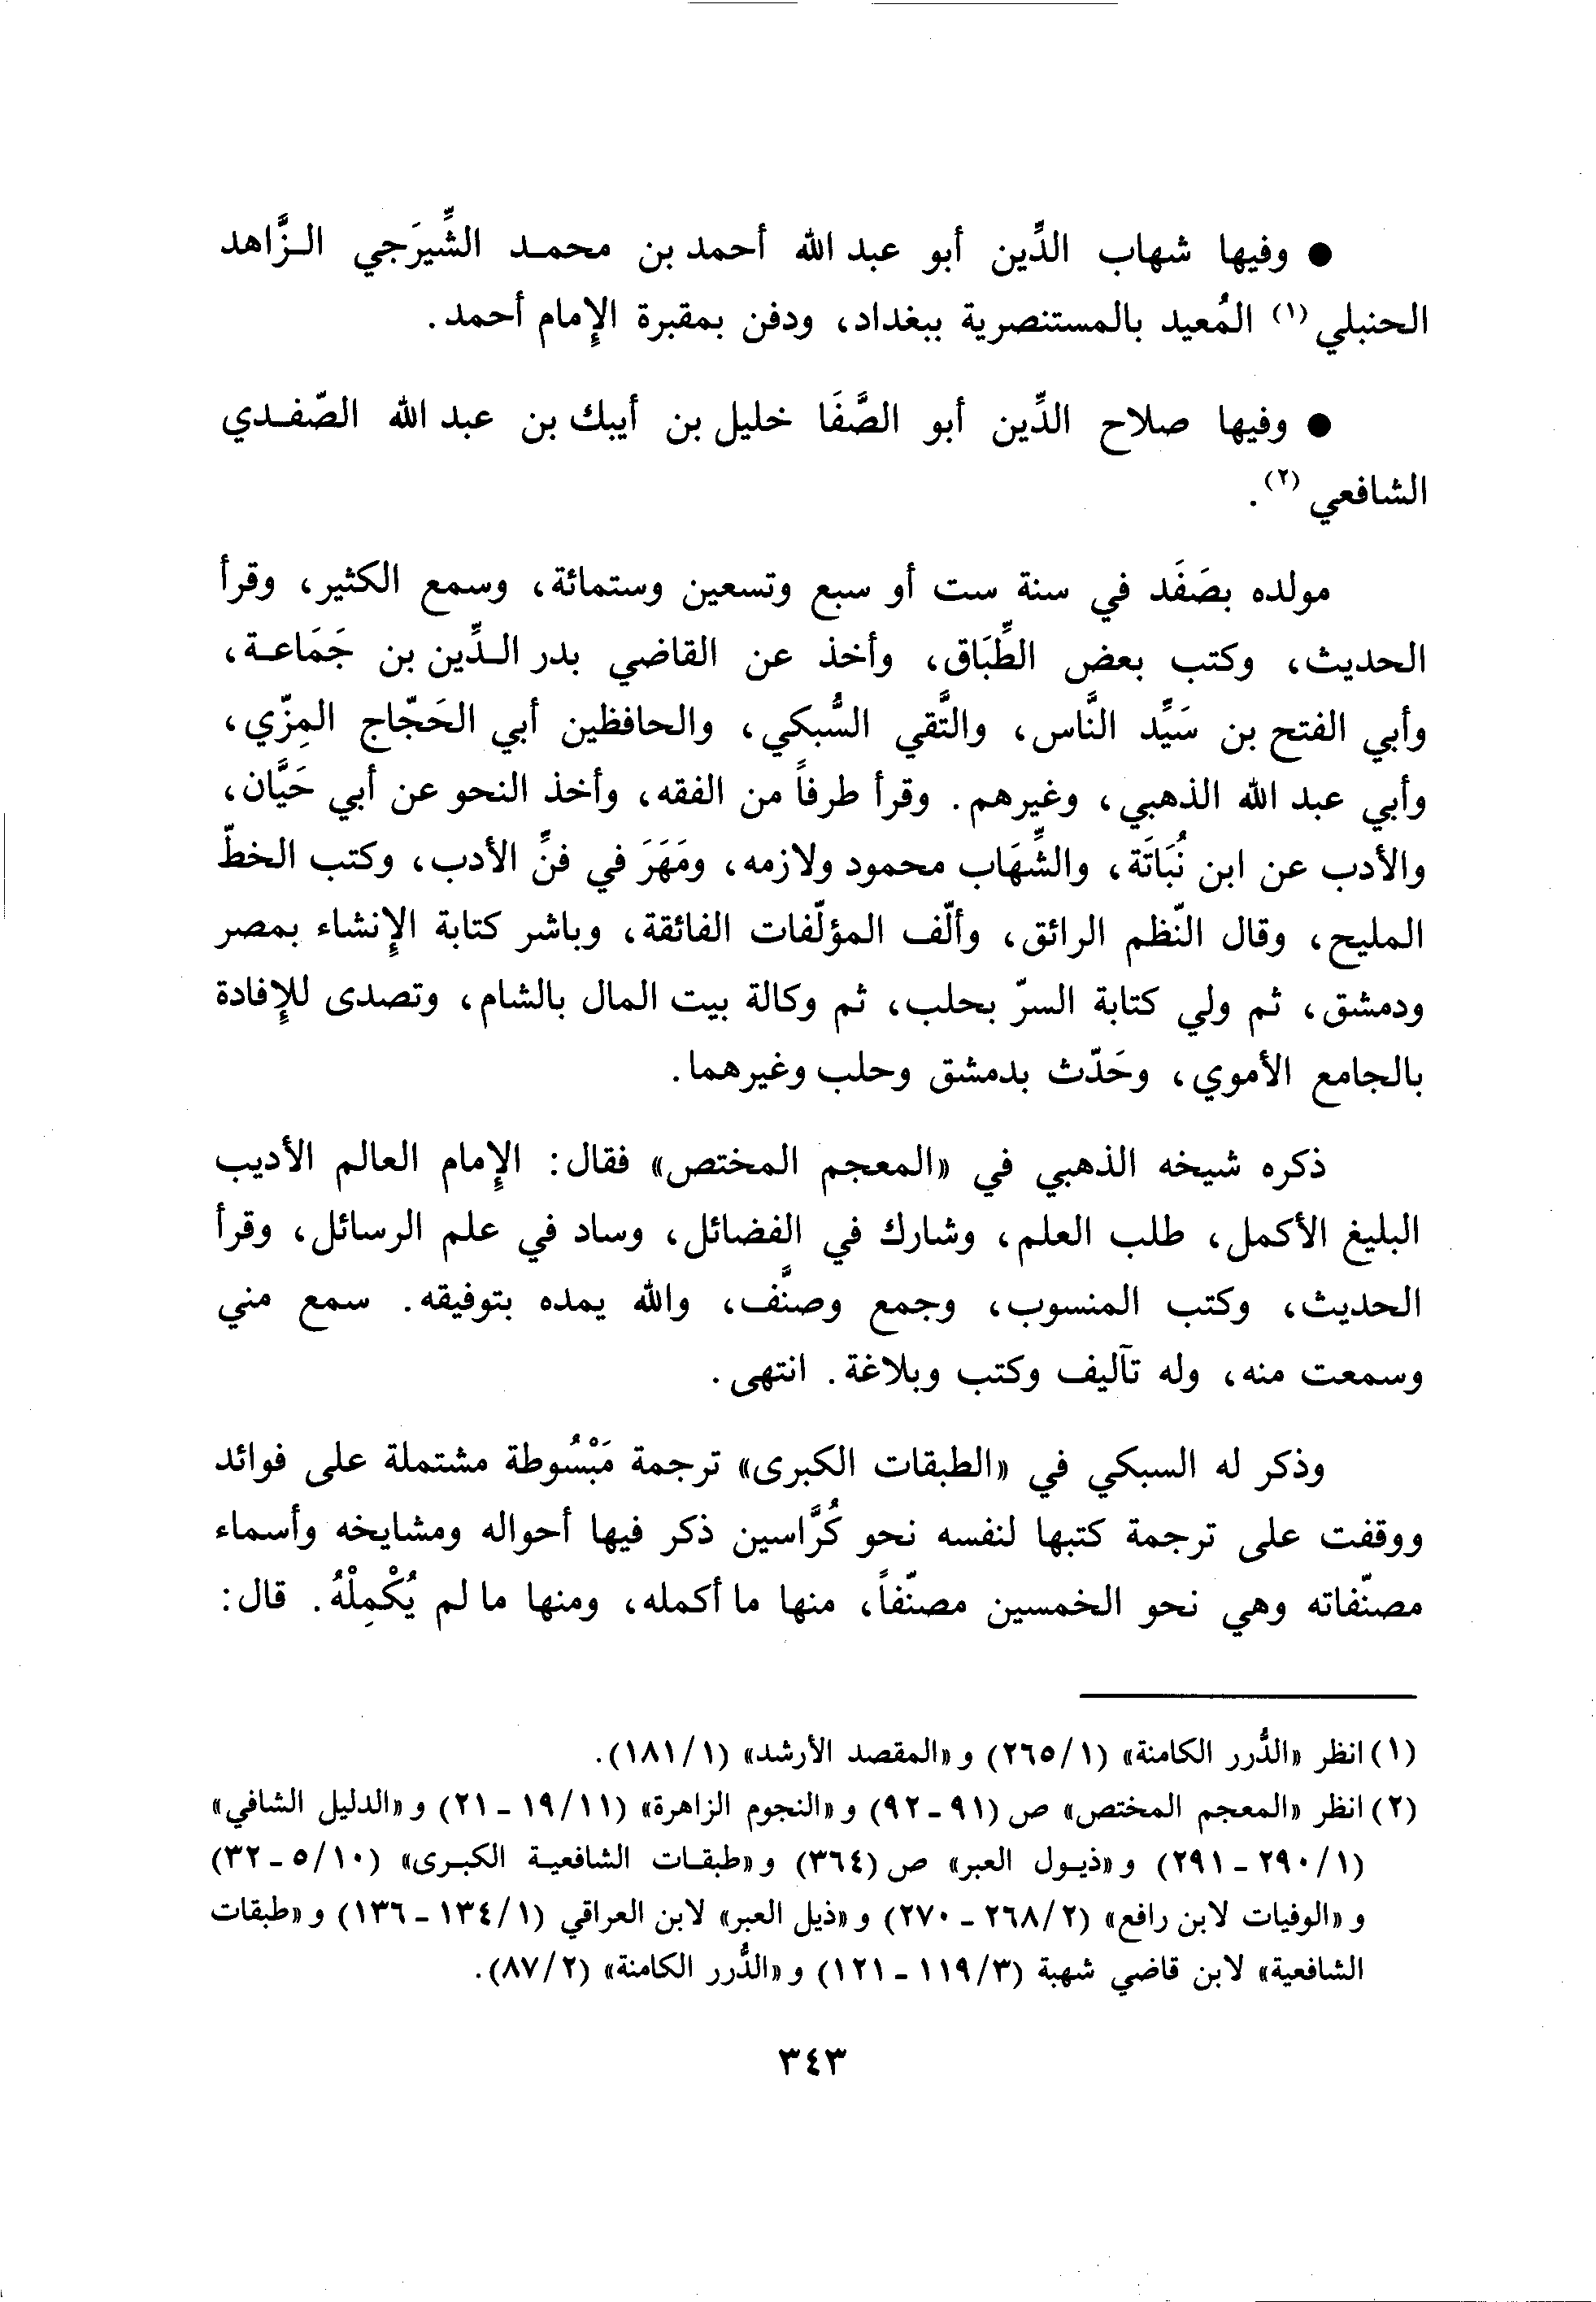 ● وفيها شهاب الدِّين أبو عبد الله أحمد بن محمـد الشِّيرَجي الـزَّاهد
الحنبلي (١) المُعيد بالمستنصرية ببغداد، ودفن بمقبرة الإمام أحمد.
● وفيها صلاح الدِّين أبو الصَّفَا خليل بن أيبك بن عبد الله الصّفـدي
الشافعي (٢).
مولده بصَفَد في سنة ست أو سبع وتسعين وستمائة، وسمع الكثير، وقرأ
الحديث، وكتب بعض الطِّبَاق، وأخذ عن القاضي بدر الـدِّين بن جَمَاعـة،
وأبي الفتح بن سَيِّد النَّاس، والتَّقي السُّبكي، والحافظين أبي الحَجّاج المِزّي،
وأبي عبد الله الذهبي، وغيرهم. وقرأ طرفاً من الفقه، وأخذ النحو عن أبي حَيَّان،
والأدب عن ابن نُبَاتَة، والشِّهَاب محمود ولازمه، ومَهَرَ في فنِّ الأدب، وكتب الخطّ
المليح، وقال النّظم الرائق، وألّف المؤلّفات الفائقة، وباشر كتابة الإنشاء بمصر
ودمشق، ثم ولي كتابة السرّ بحلب، ثم وكالة بيت المال بالشام، وتصدى للإفادة
بالجامع الأموي، وحَدّث بدمشق وحلب وغيرهما.
ذكره شيخه الذهبي في «المعجم المختص» فقال: الإمام العالم الأديب
البليغ الأكمل، طلب العلم، وشارك في الفضائل، وساد في علم الرسائل، وقرأ
الحديث، وكتب المنسوب، وجمع وصنَّف، والله يمده بتوفيقه. سمع مني
وسمعت منه، وله تآليف وكتب وبلاغة. انتهى.
وذكر له السبكي في «الطبقات الكبرى» ترجمة مَبْسُوطة مشتملة على فوائد
ووقفت على ترجمة كتبها لنفسه نحو كُرَّاسين ذكر فيها أحواله ومشايخه وأسماء
مصنّفاته وهي نحو الخمسين مصنّفاً، منها ما أكمله، ومنها ما لم يُكْمِلْهُ. قال:
(١) انظر «الدُّرر الكامنة» (١/٢٦٥) و«المقصد الأرشد» (١/١٨١).
(٢) انظر «المعجم المختص» ص (٩١ ـ ٩٢) و«النجوم الزاهرة» (١١/١٩ ـ ٢١) و«الدليل الشافي»
(١/٢٩٠ ـ ٢٩١) و«ذيـول العبر» ص (٣٦٤) و«طبقـات الشافعيـة الكبـرى» (١٠/٥ ـ ٣٢)
و«الوفيات لابن رافع» (٢/٢٦٨ ـ ٢٧٠) و«ذيل العبر» لابن العراقي (١/١٣٤ ـ ١٣٦) و«طبقات
الشافعية» لابن قاضي شهبة (٣/١١٩ ـ ١٢١) و«الدُّرر الكامنة» (٢/٨٧).
٣٤٣